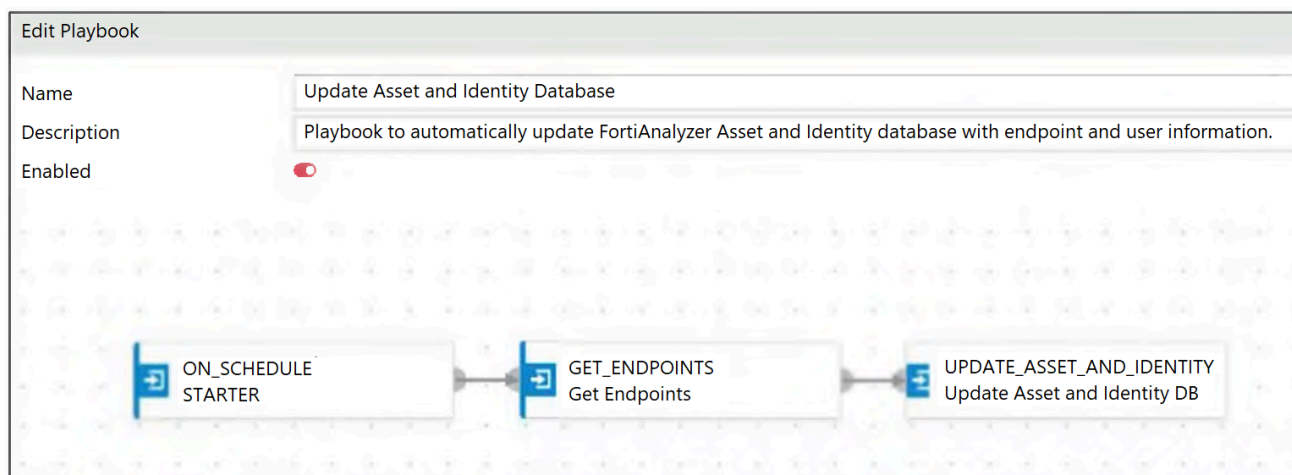 Edit Playbook
Name
Update Asset and Identity Database
Description
Playbook to automatically update FortiAnalyzer Asset and Identity database with endpoint and user information.
Enabled
ON_SCHEDULE
STARTER
GET_ENDPOINTS
Get Endpoints
UPDATE_ASSET_AND_IDENTITY
Update Asset and Identity DB